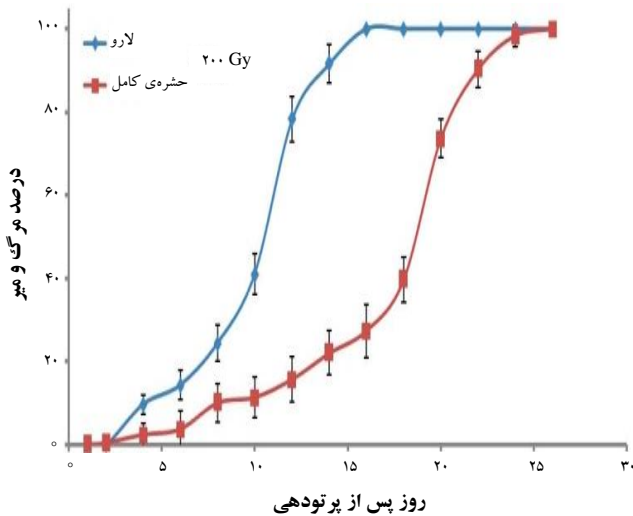 لارو
۲۰۰ Gy
حشره‌ی کامل
درصد مرگ و میر
۱۰۰
۸۰
۶۰
۴۰
۲۰
۰
۰
۵
۱۰
۱۵
۲۰
۲۵
۳۰
روز پس از پرتودهی